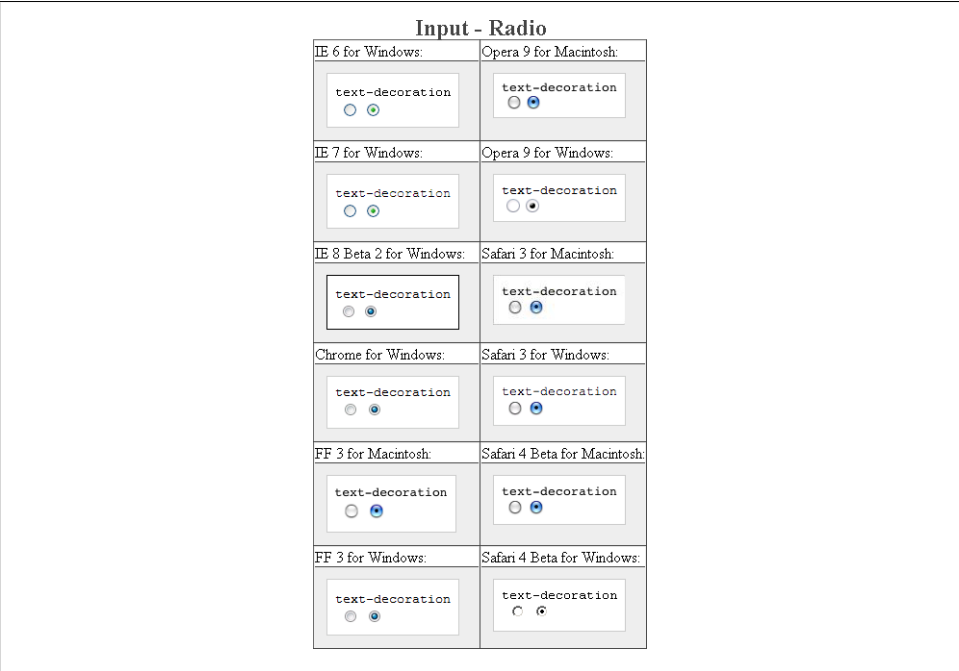 Input - Radio
IE 6 for Windows:
text-decoration
Opera 9 for Macintosh:
text-decoration
IE 7 for Windows:
text-decoration
Opera 9 for Windows:
text-decoration
IE 8 Beta 2 for Windows:
text-decoration
Safari 3 for Macintosh:
text-decoration
Chrome for Windows:
text-decoration
Safari 3 for Windows:
text-decoration
FF 3 for Macintosh:
text-decoration
Safari 4 Beta for Macintosh:
text-decoration
FF 3 for Windows:
text-decoration
Safari 4 Beta for Windows:
text-decoration